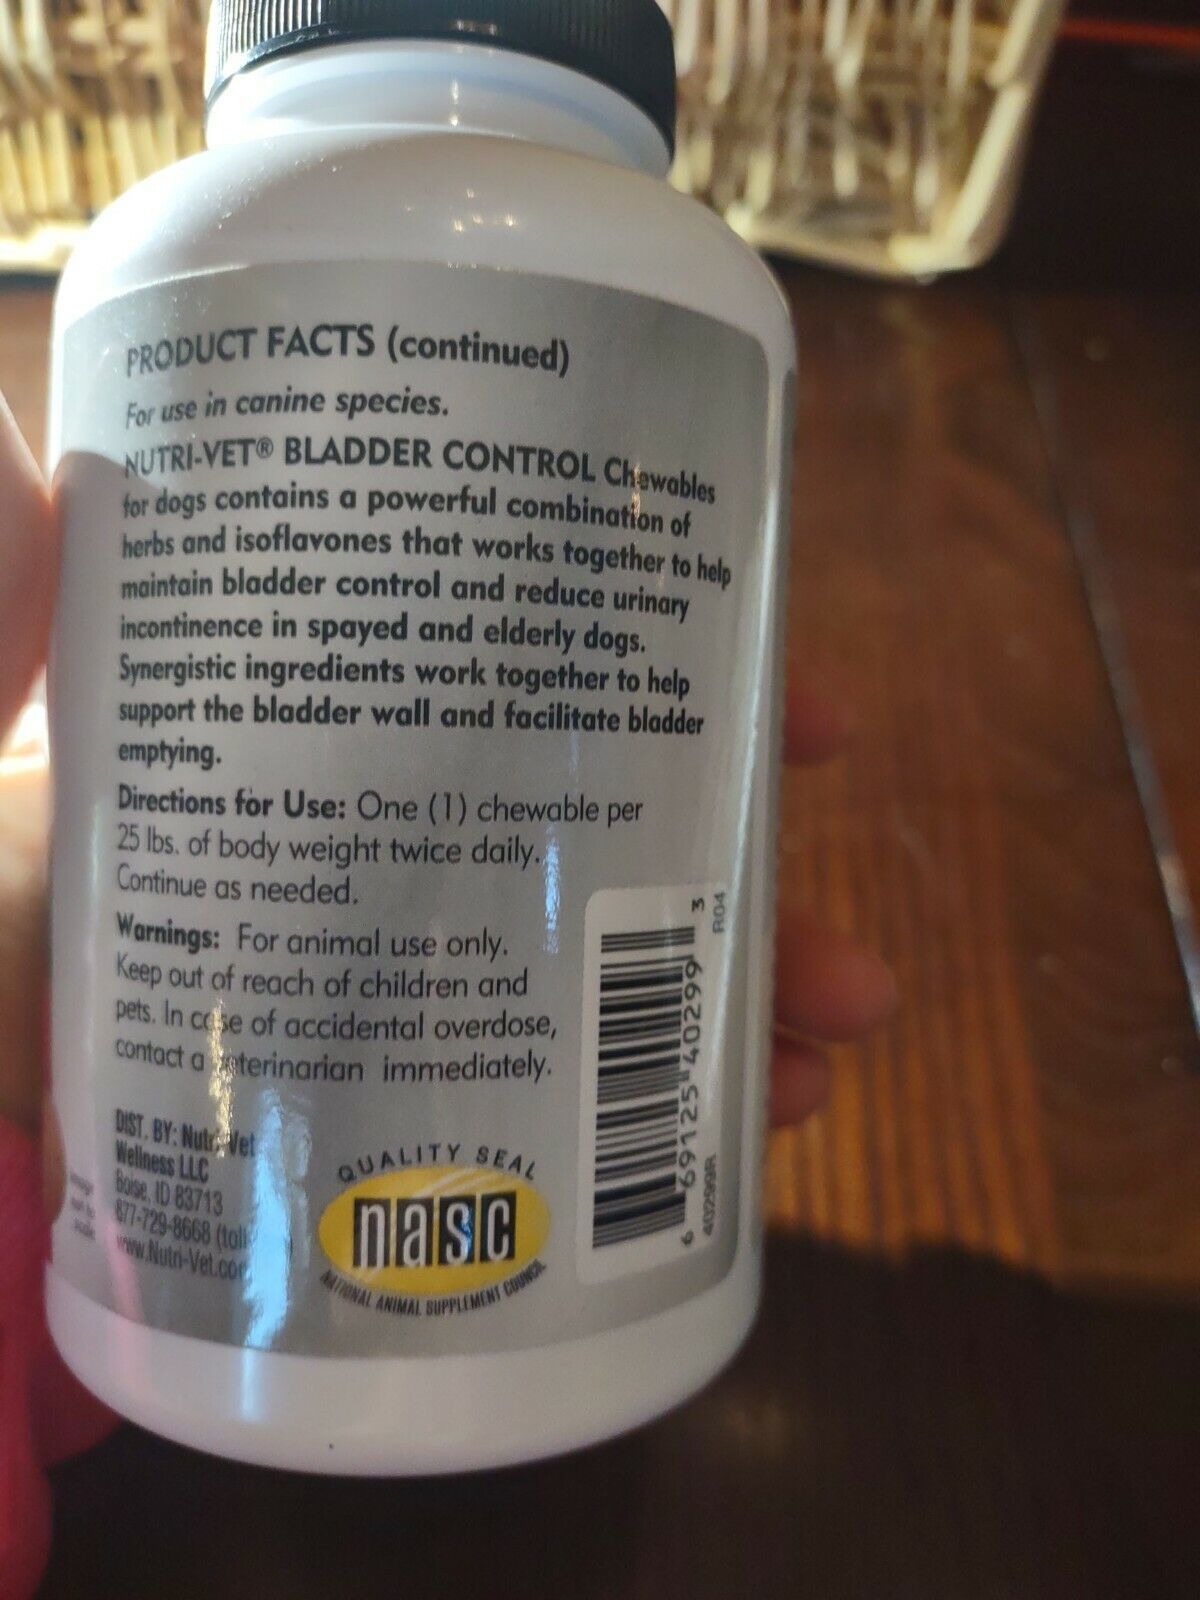 PRODUCT FACTS (continued)
For use in canine species.
NUTRI-VET® BLADDER CONTROL Chewables
for dogs contains a powerful combination of
herbs and isoflavones that works together to help
maintain bladder control and reduce urinary
incontinence in spayed and elderly dogs.
Synergistic ingredients work together to help
support the bladder wall and facilitate bladder
emptying.
Directions for Use: One (1) chewable per
25 lbs. of body weight twice daily.
Continue as needed.
Warnings: For animal use only.
Keep out of reach of children and
pets. In case of accidental overdose,
contact a veterinarian immediately.
DIST. BY: Nutri-Vet
Wellness LLC
Boise, ID 83713
877-729-8668
www.Nutri-Vet.com
QUALITY SEAL
nasc
NATIONAL ANIMAL SUPPLEMENT COUNCIL
6 69125 40299 3
40299R
R04